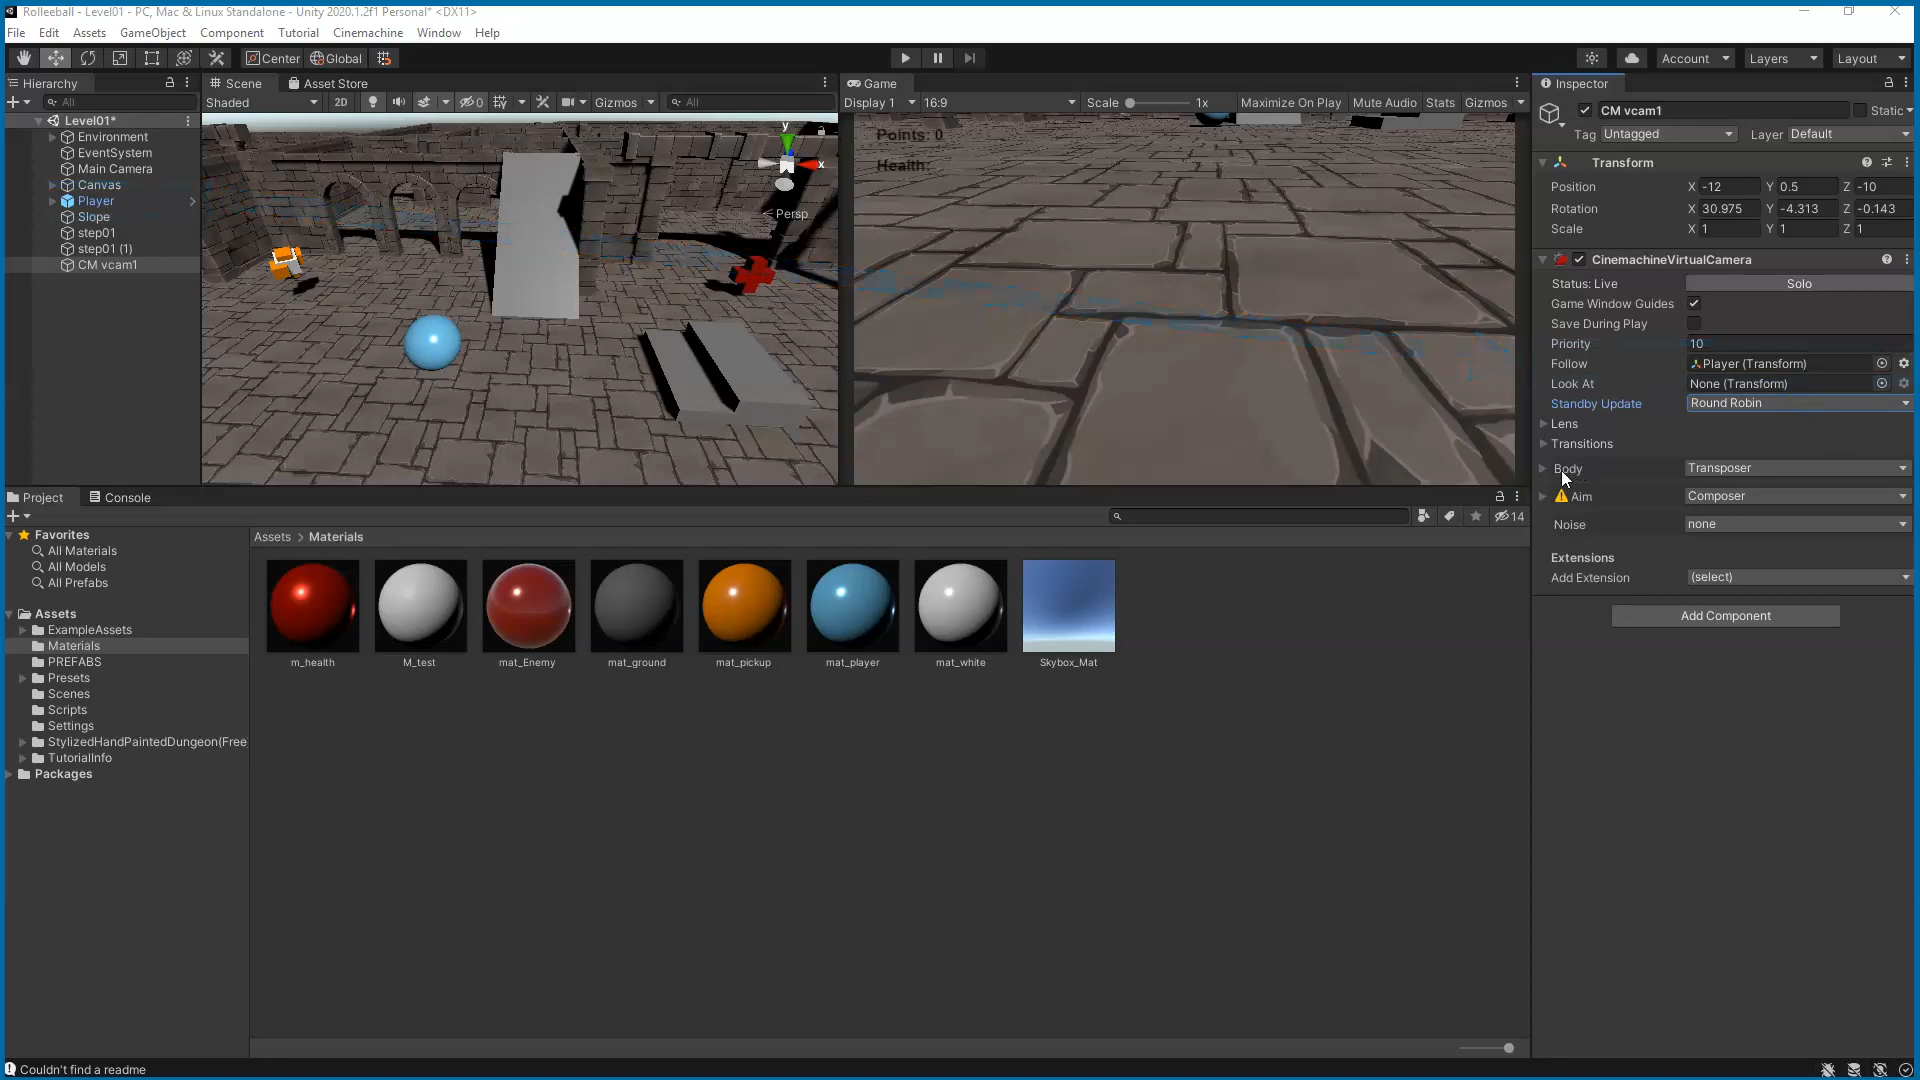 Rolleeball - Level01 - PC, Mac & Linux Standalone - Unity 2020.1.2f1 Personal* <DX11>
File Edit Assets GameObject Component Tutorial Cinemachine Window Help
Center Global Account Layers Layout
Hierarchy
All
Level01*
Environment
EventSystem
Main Camera
Canvas
Player
Slope
step01
step01 (1)
CM vcam1
Scene Asset Store
Shaded 2D 0 Gizmos All
y
x
Persp
Game
Display 1 16:9 Scale 1x Maximize On Play Mute Audio Stats Gizmos
Points: 0
Health:
Inspector
CM vcam1 Static
Tag Untagged Layer Default
Transform
Position X -12 Y 0.5 Z -10
Rotation X 30.975 Y -4.313 Z -0.143
Scale X 1 Y 1 Z 1
CinemachineVirtualCamera
Status: Live Solo
Game Window Guides
Save During Play
Priority 10
Follow Player (Transform)
Look At None (Transform)
Standby Update Round Robin
Lens
Transitions
Body Transposer
Aim Composer
Noise none
Extensions
Add Extension (select)
Add Component
Project Console
14
Favorites
All Materials
All Models
All Prefabs
Assets
ExampleAssets
Materials
PREFABS
Presets
Scenes
Scripts
Settings
StylizedHandPaintedDungeon(Free
TutorialInfo
Packages
Assets > Materials
m_health M_test mat_Enemy mat_ground mat_pickup mat_player mat_white Skybox_Mat
Couldn't find a readme